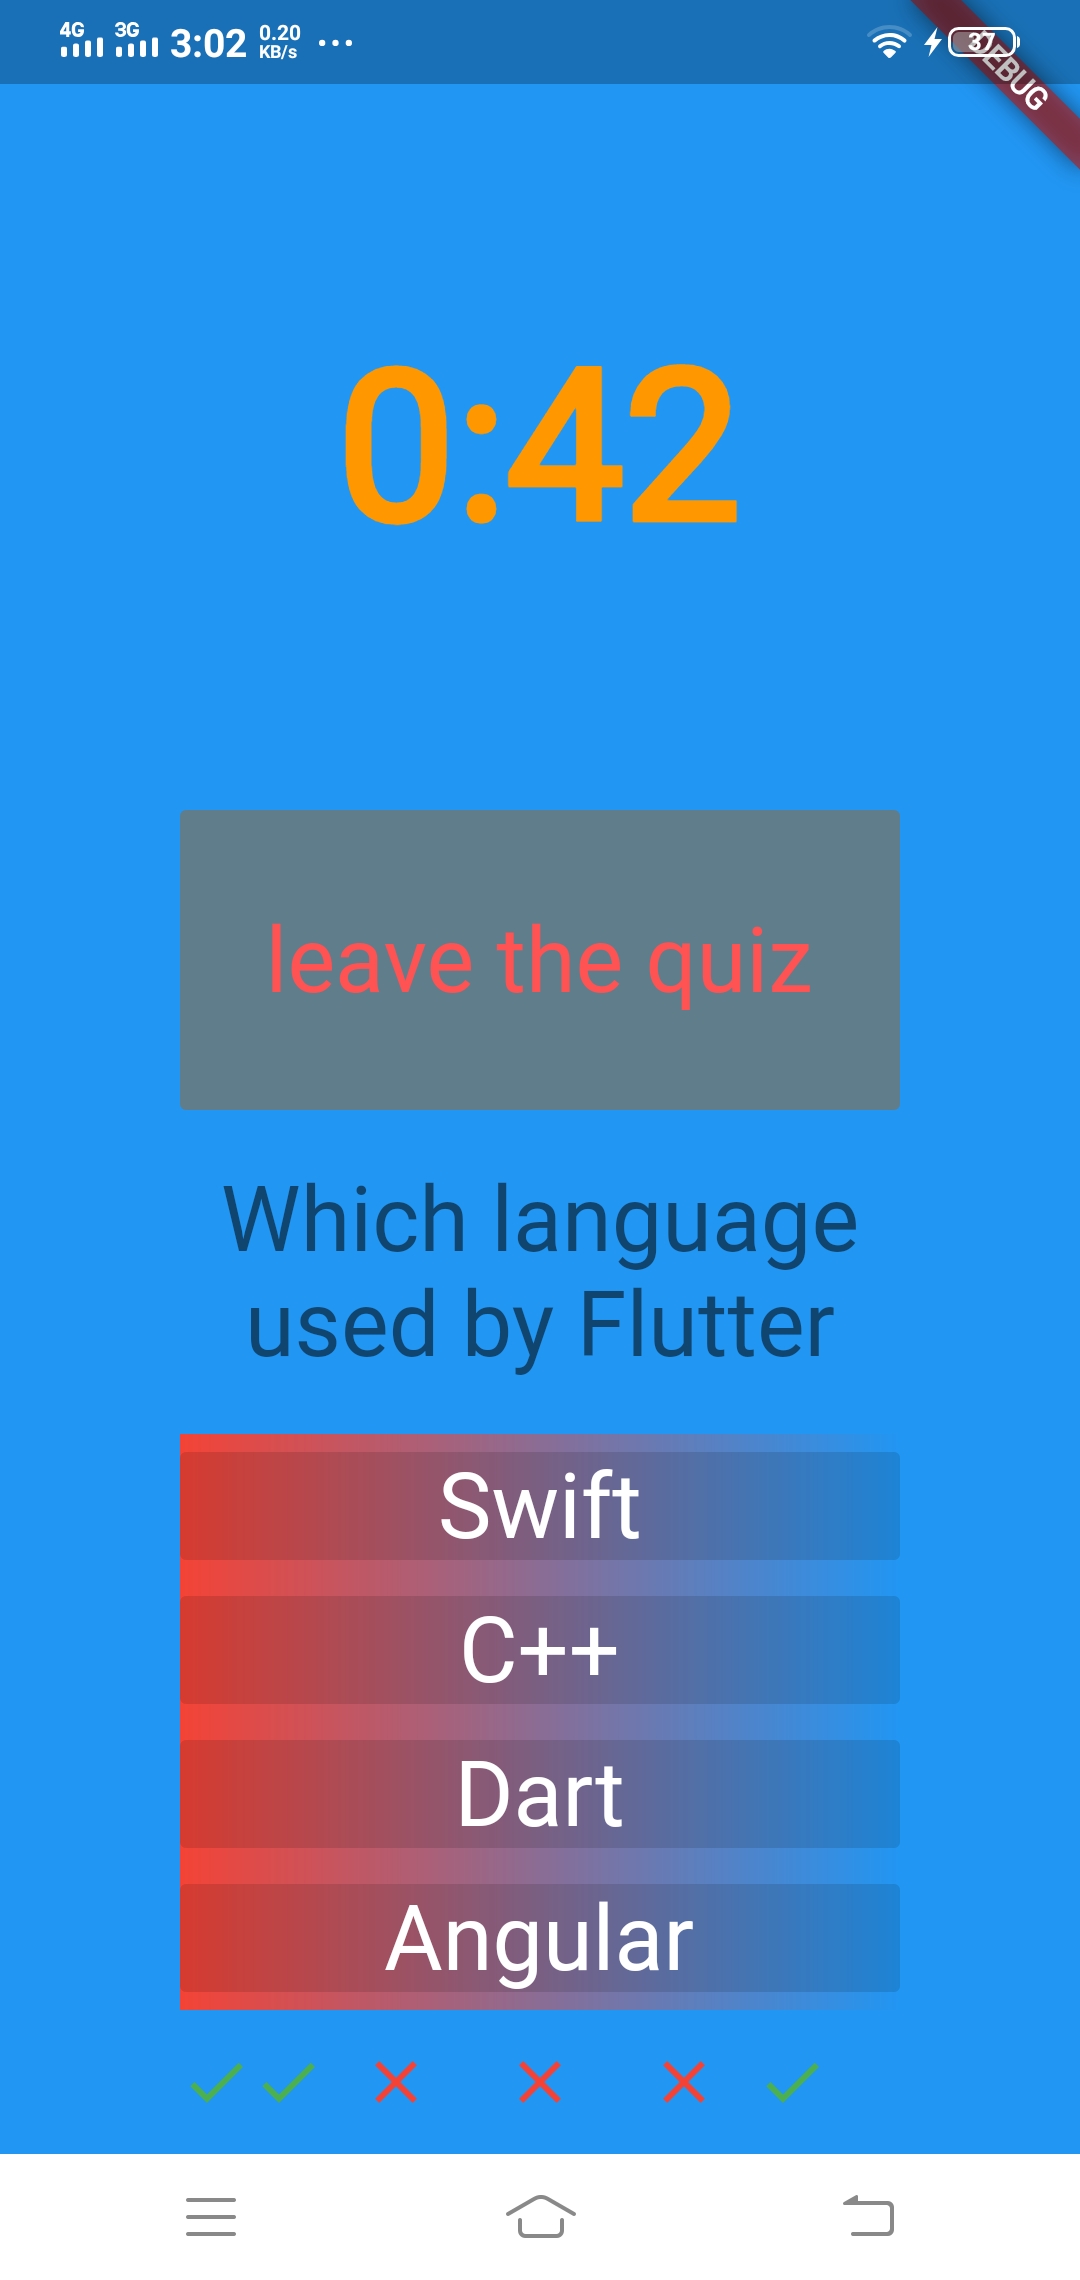 4G 3G 3:02 0.20 KB/s ... 37
DEBUG
0:42
leave the quiz
Which language
used by Flutter
Swift
C++
Dart
Angular